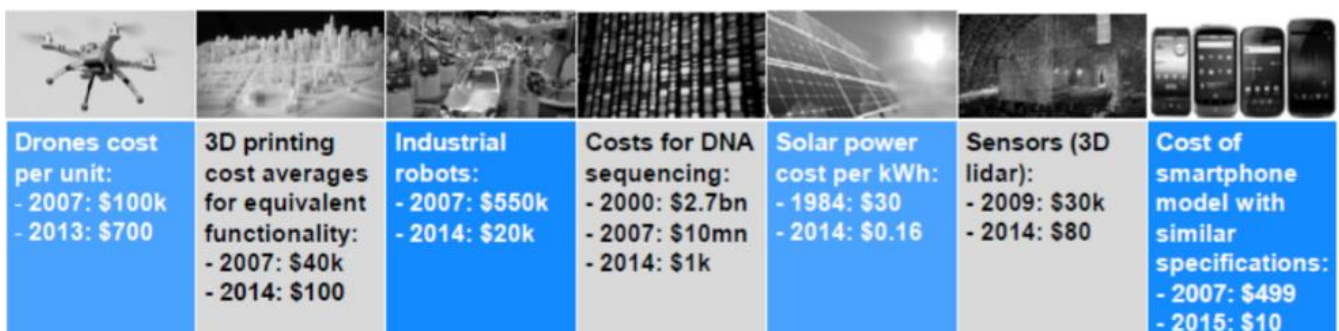 Drones cost
per unit:
- 2007: $100k
- 2013: $700
3D printing
cost averages
for equivalent
functionality:
- 2007: $40k
- 2014: $100
Industrial
robots:
- 2007: $550k
- 2014: $20k
Costs for DNA
sequencing:
- 2000: $2.7bn
- 2007: $10mn
- 2014: $1k
Solar power
cost per kWh:
- 1984: $30
- 2014: $0.16
Sensors (3D
lidar):
- 2009: $30k
- 2014: $80
Cost of
smartphone
model with
similar
specifications:
- 2007: $499
- 2015: $10